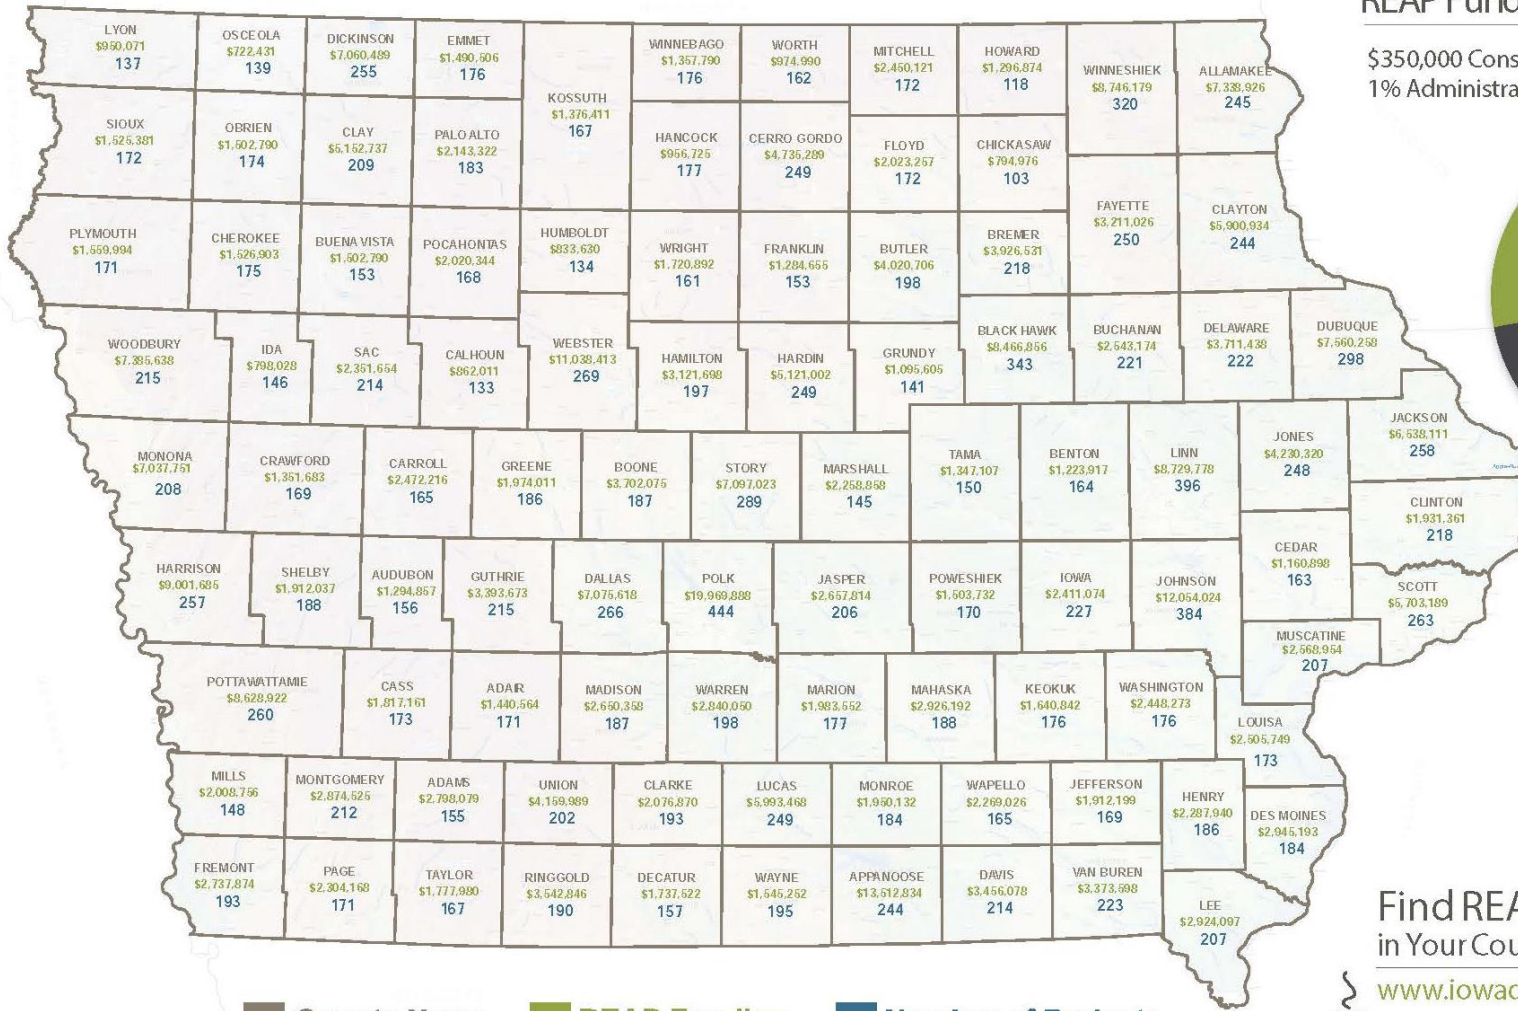 REAP Fund
$350,000 Cons
1% Administra
LYON
$950,071
137
OSCEOLA
$722,431
139
DICKINSON
$7,060,489
255
EMMET
$1,490,606
176
KOSSUTH
$1,376,411
167
WINNEBAGO
$1,357,790
176
WORTH
$974,990
162
MITCHELL
$2,450,121
172
HOWARD
$1,296,874
118
WINNESHIEK
$8,746,179
320
ALLAMAKEE
$7,338,926
245
SIOUX
$1,525,381
172
OBRIEN
$1,502,790
174
CLAY
$5,152,737
209
PALO ALTO
$2,143,322
183
HANCOCK
$956,725
177
CERRO GORDO
$4,735,289
249
FLOYD
$2,023,257
172
CHICKASAW
$794,976
103
FAYETTE
$3,211,026
250
CLAYTON
$5,900,934
244
PLYMOUTH
$1,559,994
171
CHEROKEE
$1,526,903
175
BUENA VISTA
$1,502,790
153
POCAHONTAS
$2,020,344
168
HUMBOLDT
$833,630
134
WRIGHT
$1,720,892
161
FRANKLIN
$1,284,655
153
BUTLER
$4,020,706
198
BREMER
$3,926,531
218
WOODBURY
$7,385,638
215
IDA
$798,028
146
SAC
$2,351,654
214
CALHOUN
$862,011
133
WEBSTER
$11,038,413
269
HAMILTON
$3,121,698
197
HARDIN
$5,121,002
249
GRUNDY
$1,095,605
141
BLACK HAWK
$8,466,856
343
BUCHANAN
$2,543,174
221
DELAWARE
$3,711,438
222
DUBUQUE
$7,560,258
298
MONONA
$7,037,751
208
CRAWFORD
$1,351,683
169
CARROLL
$2,472,216
165
GREENE
$1,974,011
186
BOONE
$3,702,075
187
STORY
$7,097,023
289
MARSHALL
$2,258,858
145
TAMA
$1,347,107
150
BENTON
$1,223,917
164
LINN
$8,729,778
396
JONES
$4,230,320
248
JACKSON
$6,538,111
258
CLINTON
$1,931,361
218
HARRISON
$9,001,685
257
SHELBY
$1,912,037
188
AUDUBON
$1,294,857
156
GUTHRIE
$3,393,673
215
DALLAS
$7,075,618
266
POLK
$19,969,888
444
JASPER
$2,657,814
206
POWESHIEK
$1,503,732
170
IOWA
$2,411,074
227
JOHNSON
$12,054,024
384
CEDAR
$1,160,898
163
SCOTT
$5,703,189
263
MUSCATINE
$2,568,954
207
POTTAWATTAMIE
$8,628,922
260
CASS
$1,817,161
173
ADAIR
$1,440,564
171
MADISON
$2,650,358
187
WARREN
$2,840,050
198
MARION
$1,983,552
177
MAHASKA
$2,926,192
188
KEOKUK
$1,640,842
176
WASHINGTON
$2,448,273
176
LOUISA
$2,505,749
173
MILLS
$2,008,756
148
MONTGOMERY
$2,874,525
212
ADAMS
$2,798,079
155
UNION
$4,159,989
202
CLARKE
$2,076,870
193
LUCAS
$5,993,468
249
MONROE
$1,950,132
184
WAPELLO
$2,269,026
165
JEFFERSON
$1,912,199
169
HENRY
$2,287,940
186
DES MOINES
$2,945,193
184
FREMONT
$2,737,874
193
PAGE
$2,304,168
171
TAYLOR
$1,777,980
167
RINGGOLD
$3,542,846
190
DECATUR
$1,737,522
157
WAYNE
$1,545,252
195
APPANOOSE
$13,512,834
244
DAVIS
$3,456,078
214
VAN BUREN
$3,373,598
223
LEE
$2,924,097
207
Find REA
in Your Cou
www.iowac